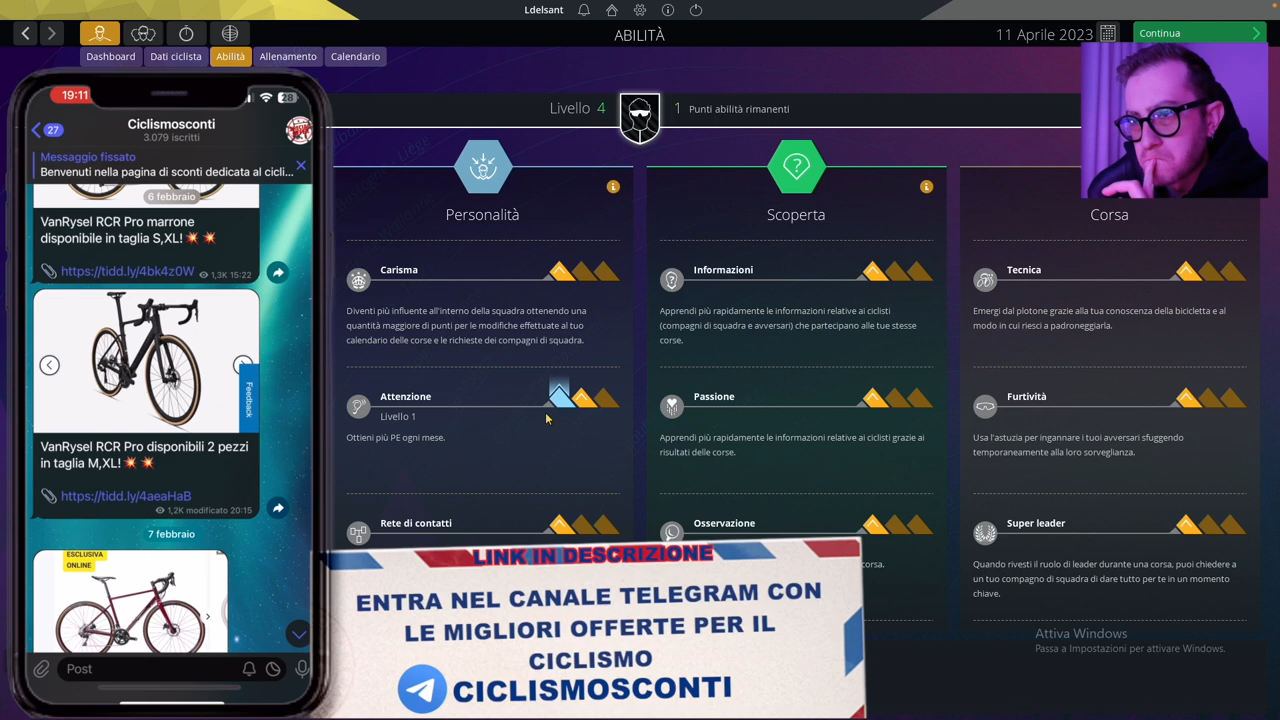 Ldelsant
ABILITÀ
11 Aprile 2023
Continua
Dashboard
Dati ciclista
Abilità
Allenamento
Calendario
Livello 4
1 Punti abilità rimanenti
Personalità
Carisma
Diventi più influente all'interno della squadra ottenendo una
quantità maggiore di punti per le modifiche effettuate al tuo
calendario delle corse e le richieste dei compagni di squadra.
Attenzione
Livello 1
Ottieni più PE ogni mese.
Rete di contatti
Scoperta
Informazioni
Apprendi più rapidamente le informazioni relative ai ciclisti
(compagni di squadra e avversari) che partecipano alle tue stesse
corse.
Passione
Apprendi più rapidamente le informazioni relative ai ciclisti grazie ai
risultati delle corse.
Osservazione
corsa.
Corsa
Tecnica
Emergi dal plotone grazie alla tua conoscenza della bicicletta e al
modo in cui riesci a padroneggiarla.
Furtività
Usa l'astuzia per ingannare i tuoi avversari sfuggendo
temporaneamente alla loro sorveglianza.
Super leader
Quando rivesti il ruolo di leader durante una corsa, puoi chiedere a
un tuo compagno di squadra di dare tutto per te in un momento
chiave.
Attiva Windows
Passa a Impostazioni per attivare Windows.
19:11
28
27
Ciclismosconti
3.079 iscritti
Messaggio fissato
Benvenuti nella pagina di sconti dedicata al cicli...
6 febbraio
VanRysel RCR Pro marrone
disponibile in taglia S,XL!💥 💥
https://tidd.ly/4bk4z0W
1,3K 15:22
Feedback
VanRysel RCR Pro disponibili 2 pezzi
in taglia M,XL!💥 💥
https://tidd.ly/4aeaHaB
1,2K modificato 20:15
7 febbraio
ESCLUSIVA
ONLINE
Post
LINK IN DESCRIZIONE
ENTRA NEL CANALE TELEGRAM CON
LE MIGLIORI OFFERTE PER IL
CICLISMO
CICLISMOSCONTI